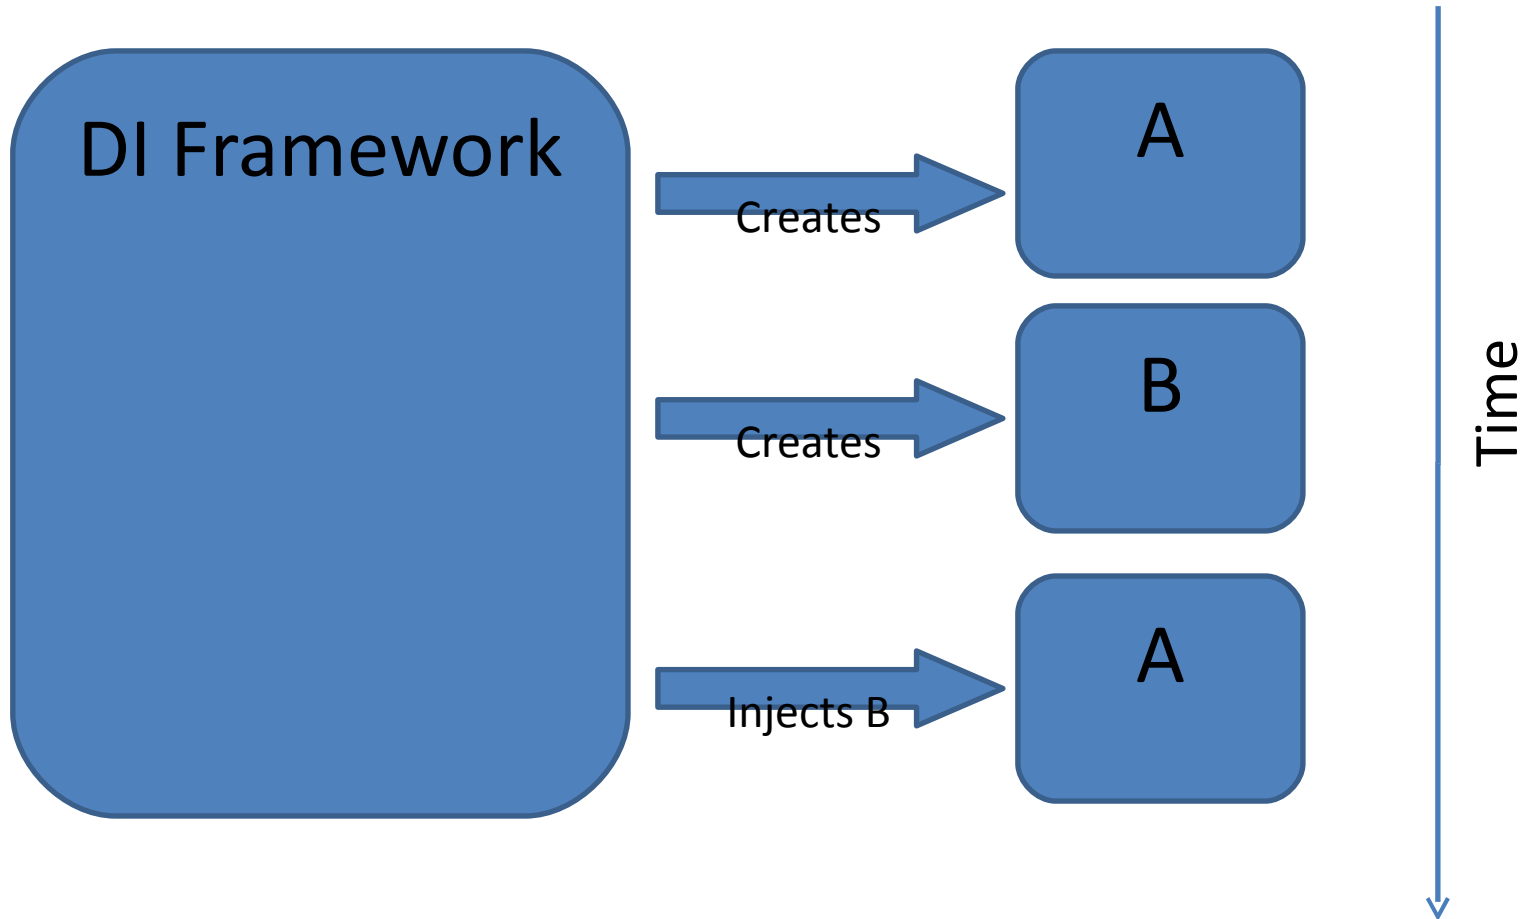 DI Framework
Creates
A
Creates
B
Injects B
A
Time